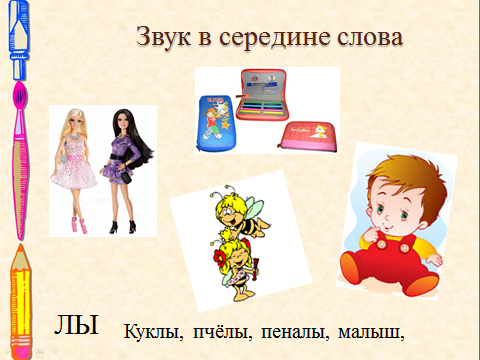 Звук в середине слова
ЛЫ
Куклы, пчёлы, пеналы, малыш,